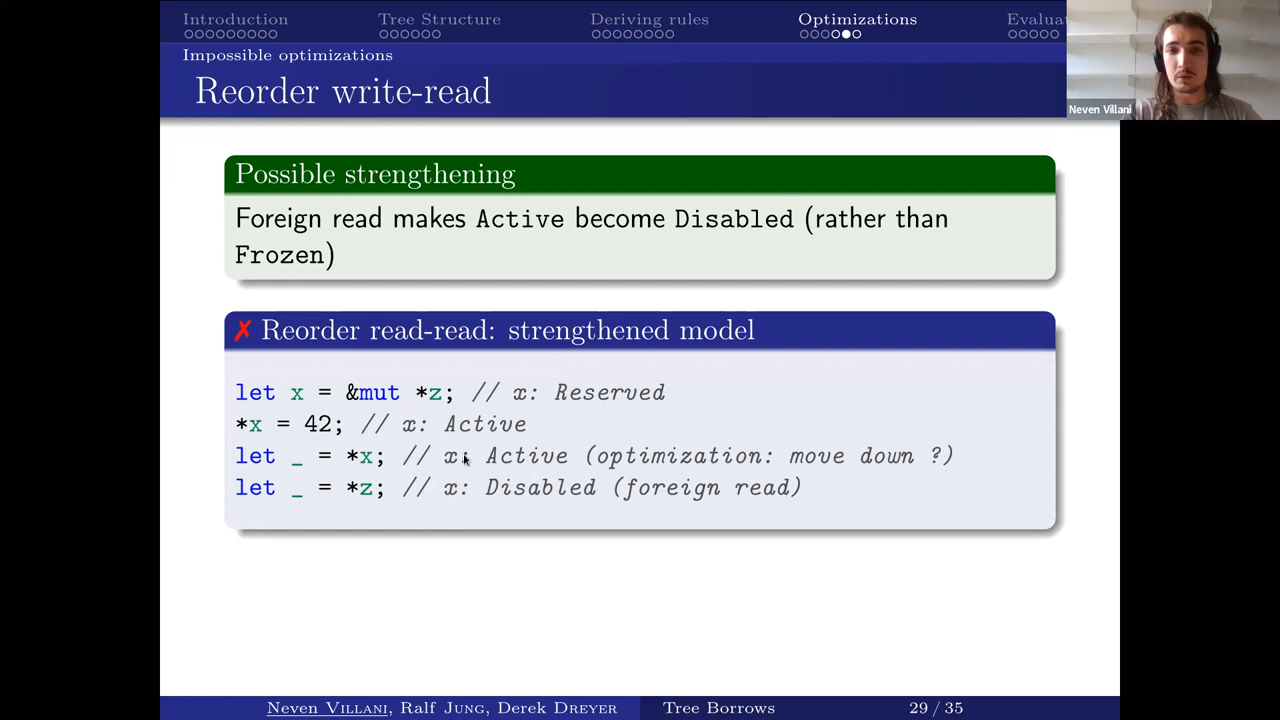 Introduction Tree Structure Deriving rules Optimizations Evalua
Impossible optimizations
Reorder write-read
Neven Villani
Possible strengthening
Foreign read makes Active become Disabled (rather than
Frozen)
✗ Reorder read-read: strengthened model
let x = &mut *z; // x: Reserved
*x = 42; // x: Active
let _ = *x; // x: Active (optimization: move down ?)
let _ = *z; // x: Disabled (foreign read)
Neven Villani, Ralf Jung, Derek Dreyer Tree Borrows 29 / 35